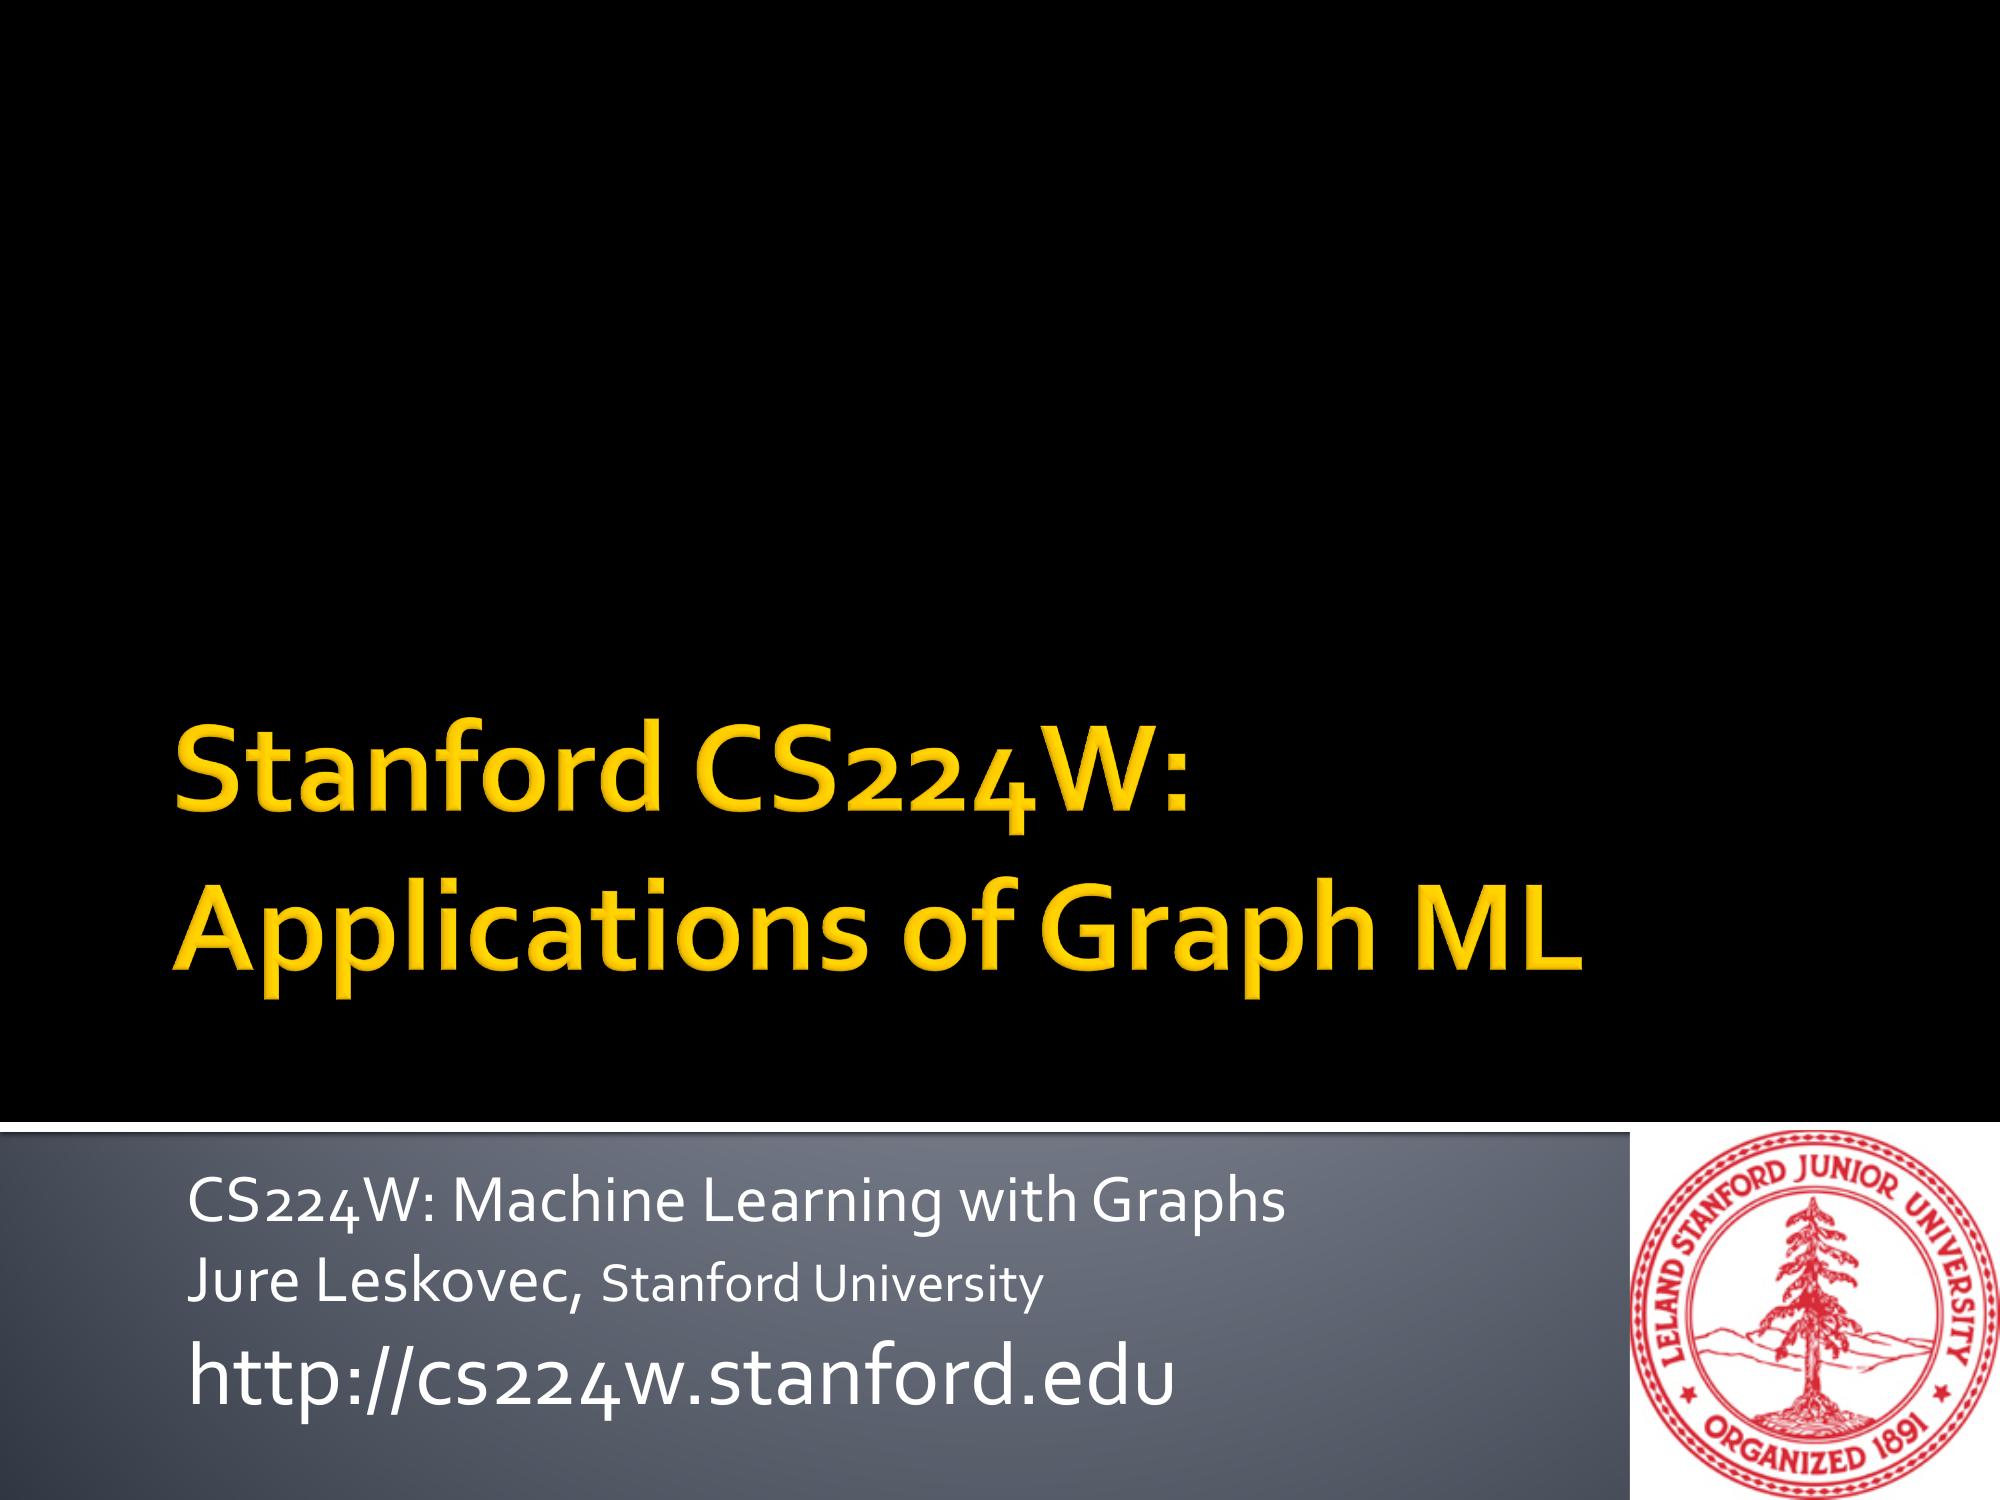 Stanford CS224W:
Applications of Graph ML
CS224W: Machine Learning with Graphs
Jure Leskovec, Stanford University
http://cs224w.stanford.edu
LELAND STANFORD JUNIOR UNIVERSITY
ORGANIZED 1891